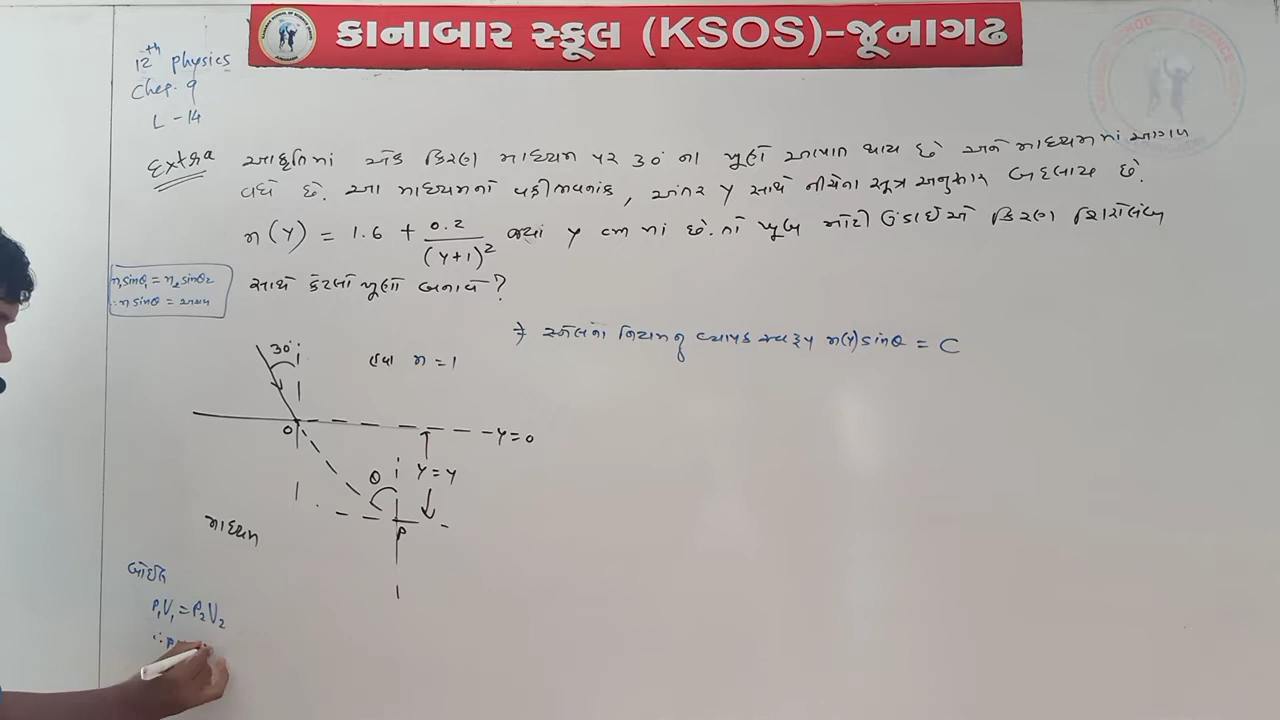 કાનાબાર સ્કૂલ (KSOS)-જૂનાગઢ
12th physics
Chap. 9
L-14
Extra આકૃતિમાં એક કિરણ માધ્યમ પર 30° ના ખૂણે આપાત થાય છે અને માધ્યમમાં આગળ
વધે છે. આ માધ્યમનો વક્રીભવનાંક, અંતર y સાથે નીચેના સૂત્ર અનુસાર બદલાય છે.
n(y) = 1.6 + 0.2/(y+1)² જ્યાં y cm માં છે. તો ખૂબ મોટી ઉંડાઈએ કિરણ શિરોલંબ
સાથે કેટલો ખૂણો બનાવે?
n₁sinθ₁ = n₂sinθ₂
∴ n sinθ = અચળ
→ સ્નેલના નિયમનું વ્યાપક સ્વરૂપ n(y)sinθ = C
30° i
હવા n = 1
O
y=0
θ i y=y
P
માધ્યમ
બોઈલ
P₁V₁ = P₂V₂